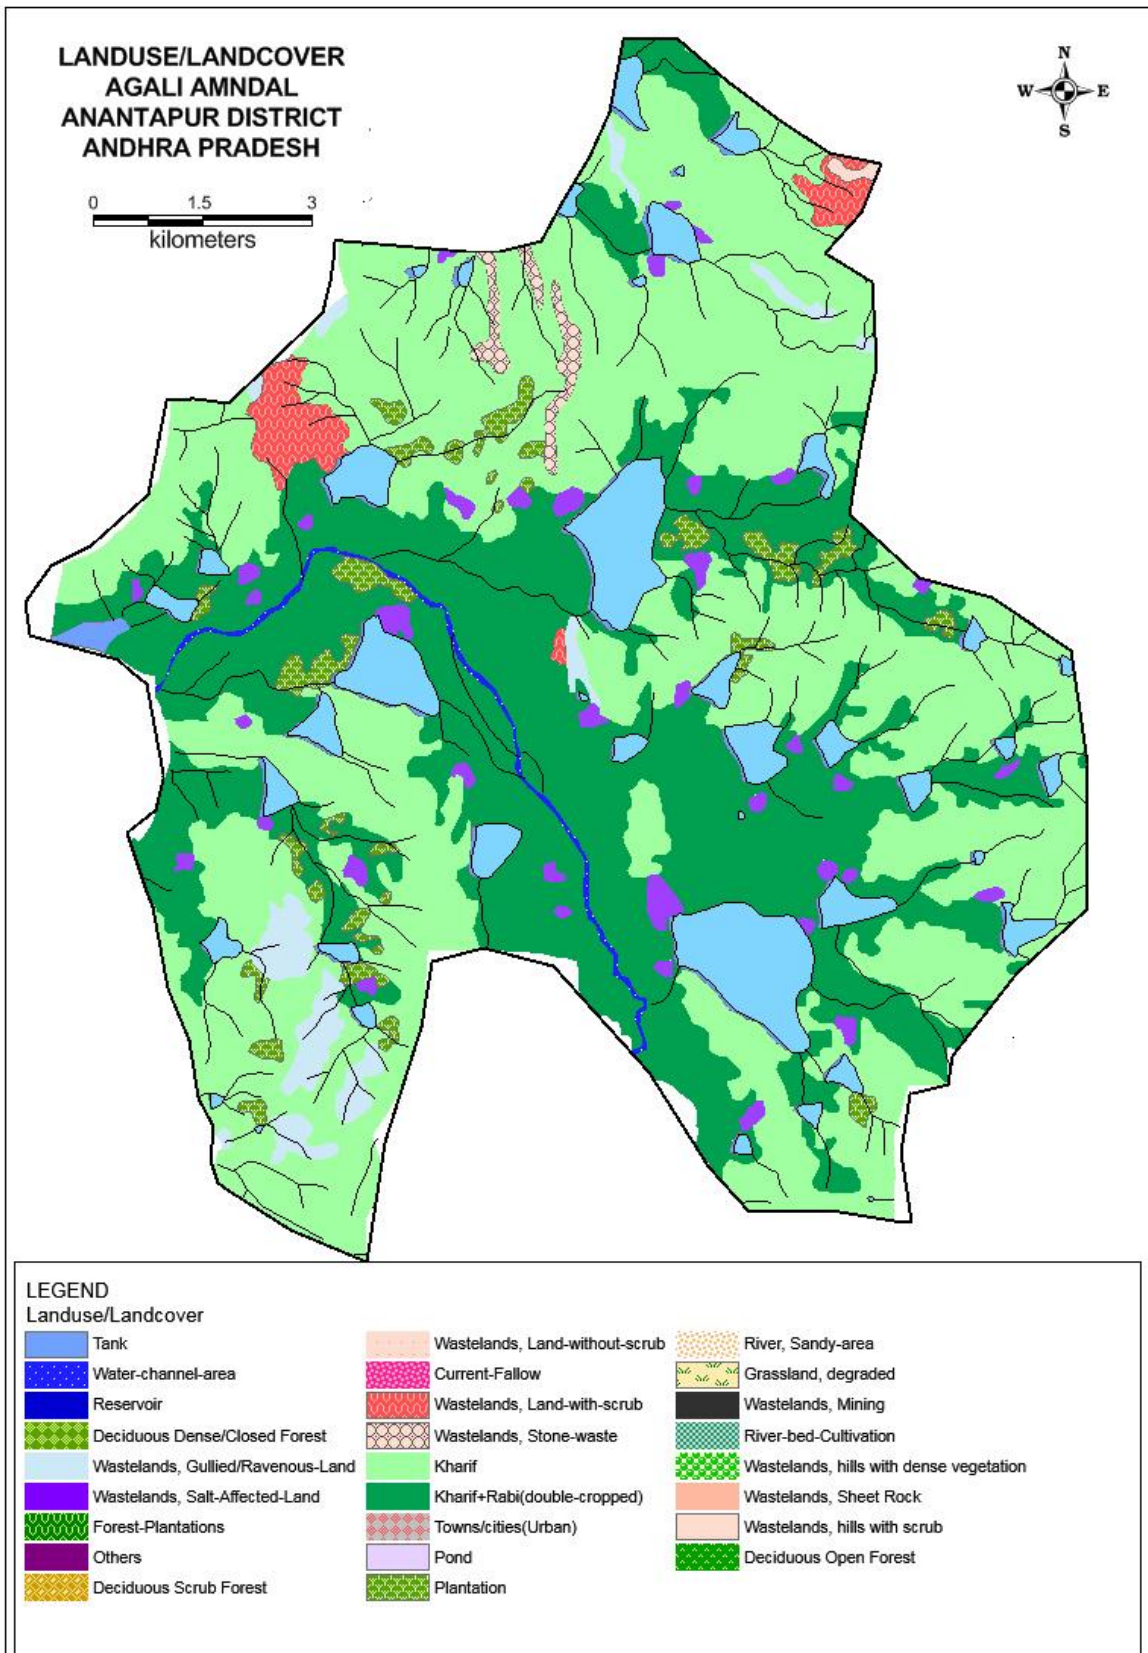 LANDUSE/LANDCOVER
AGALI AMNDAL
ANANTAPUR DISTRICT
ANDHRA PRADESH
N
W E
S
0 1.5 3
kilometers
LEGEND
Landuse/Landcover
Tank
Water-channel-area
Reservoir
Deciduous Dense/Closed Forest
Wastelands, Gullied/Ravenous-Land
Wastelands, Salt-Affected-Land
Forest-Plantations
Others
Deciduous Scrub Forest
Wastelands, Land-without-scrub
Current-Fallow
Wastelands, Land-with-scrub
Wastelands, Stone-waste
Kharif
Kharif+Rabi(double-cropped)
Towns/cities(Urban)
Pond
Plantation
River, Sandy-area
Grassland, degraded
Wastelands, Mining
River-bed-Cultivation
Wastelands, hills with dense vegetation
Wastelands, Sheet Rock
Wastelands, hills with scrub
Deciduous Open Forest